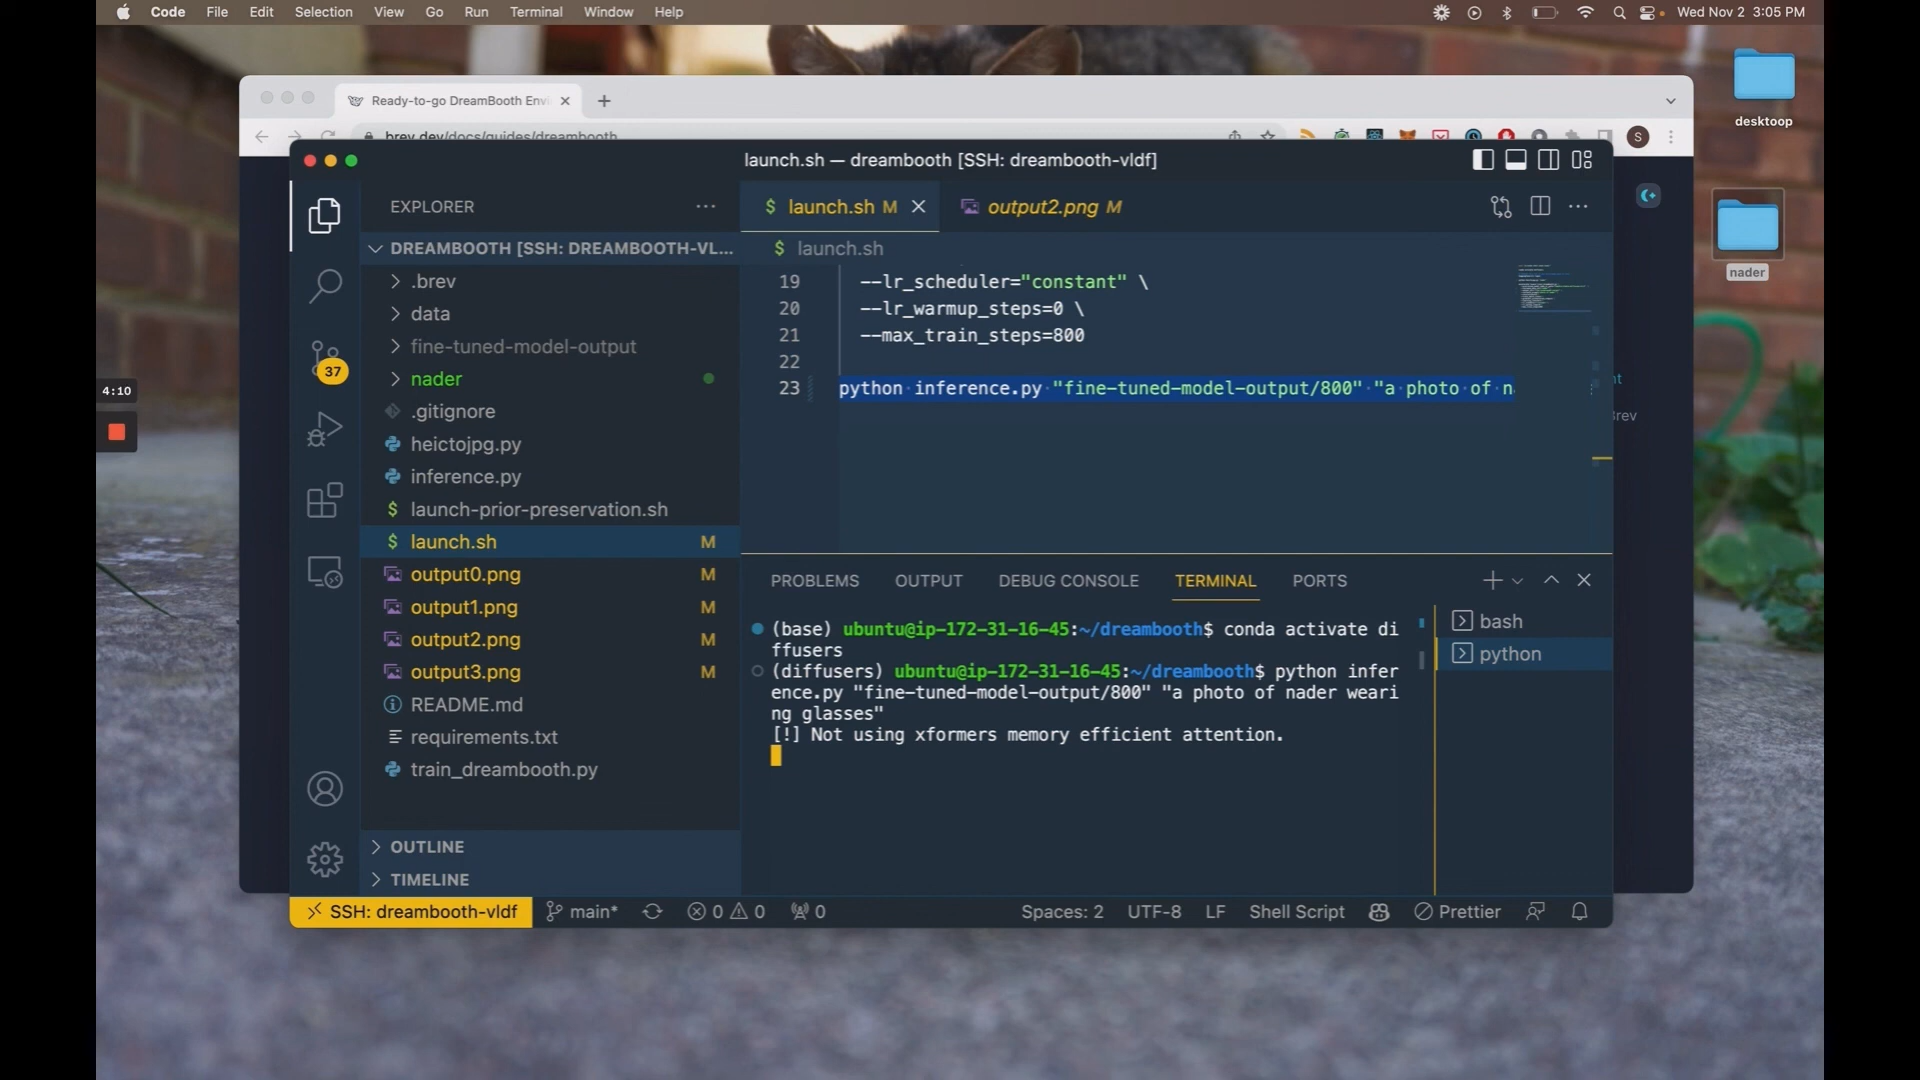 Code File Edit Selection View Go Run Terminal Window Help
Wed Nov 2 3:05 PM
desktoop
nader
Ready-to-go DreamBooth Envi
brev.dev/docs/guides/dreambooth
S
4:10
launch.sh — dreambooth [SSH: dreambooth-vldf]
EXPLORER
DREAMBOOTH [SSH: DREAMBOOTH-VL...
.brev
data
fine-tuned-model-output
nader
.gitignore
heictojpg.py
inference.py
launch-prior-preservation.sh
launch.sh M
output0.png M
output1.png M
output2.png M
output3.png M
README.md
requirements.txt
train_dreambooth.py
OUTLINE
TIMELINE
37
$ launch.sh M
output2.png M
$ launch.sh
19 --lr_scheduler="constant" \
20 --lr_warmup_steps=0 \
21 --max_train_steps=800
22
23 python inference.py "fine-tuned-model-output/800" "a photo of n
PROBLEMS OUTPUT DEBUG CONSOLE TERMINAL PORTS
(base) ubuntu@ip-172-31-16-45:~/dreambooth$ conda activate di
ffusers
(diffusers) ubuntu@ip-172-31-16-45:~/dreambooth$ python infer
ence.py "fine-tuned-model-output/800" "a photo of nader weari
ng glasses"
[!] Not using xformers memory efficient attention.
bash
python
SSH: dreambooth-vldf main* 0 0 0
Spaces: 2 UTF-8 LF Shell Script Prettier